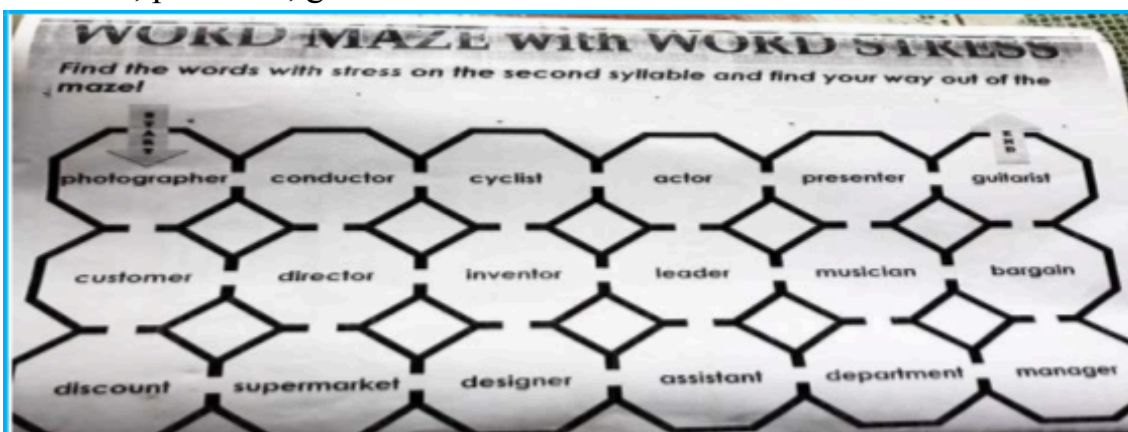 WORD MAZE with WORD STRESS
Find the words with stress on the second syllable and find your way out of the
maze!
START
END
photographer conductor cyclist actor presenter guitarist
customer director inventor leader musician bargain
discount supermarket designer assistant department manager